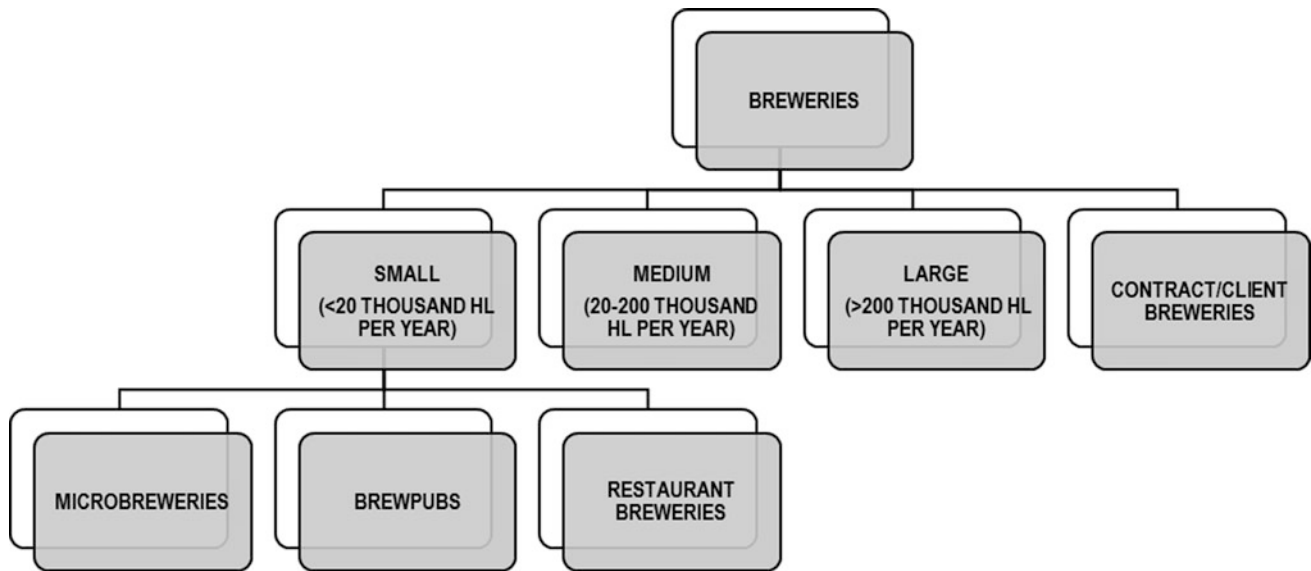 BREWERIES
SMALL
(<20 THOUSAND HL
PER YEAR)
MEDIUM
(20-200 THOUSAND
HL PER YEAR)
LARGE
(>200 THOUSAND HL
PER YEAR)
CONTRACT/CLIENT
BREWERIES
MICROBREWERIES
BREWPUBS
RESTAURANT
BREWERIES